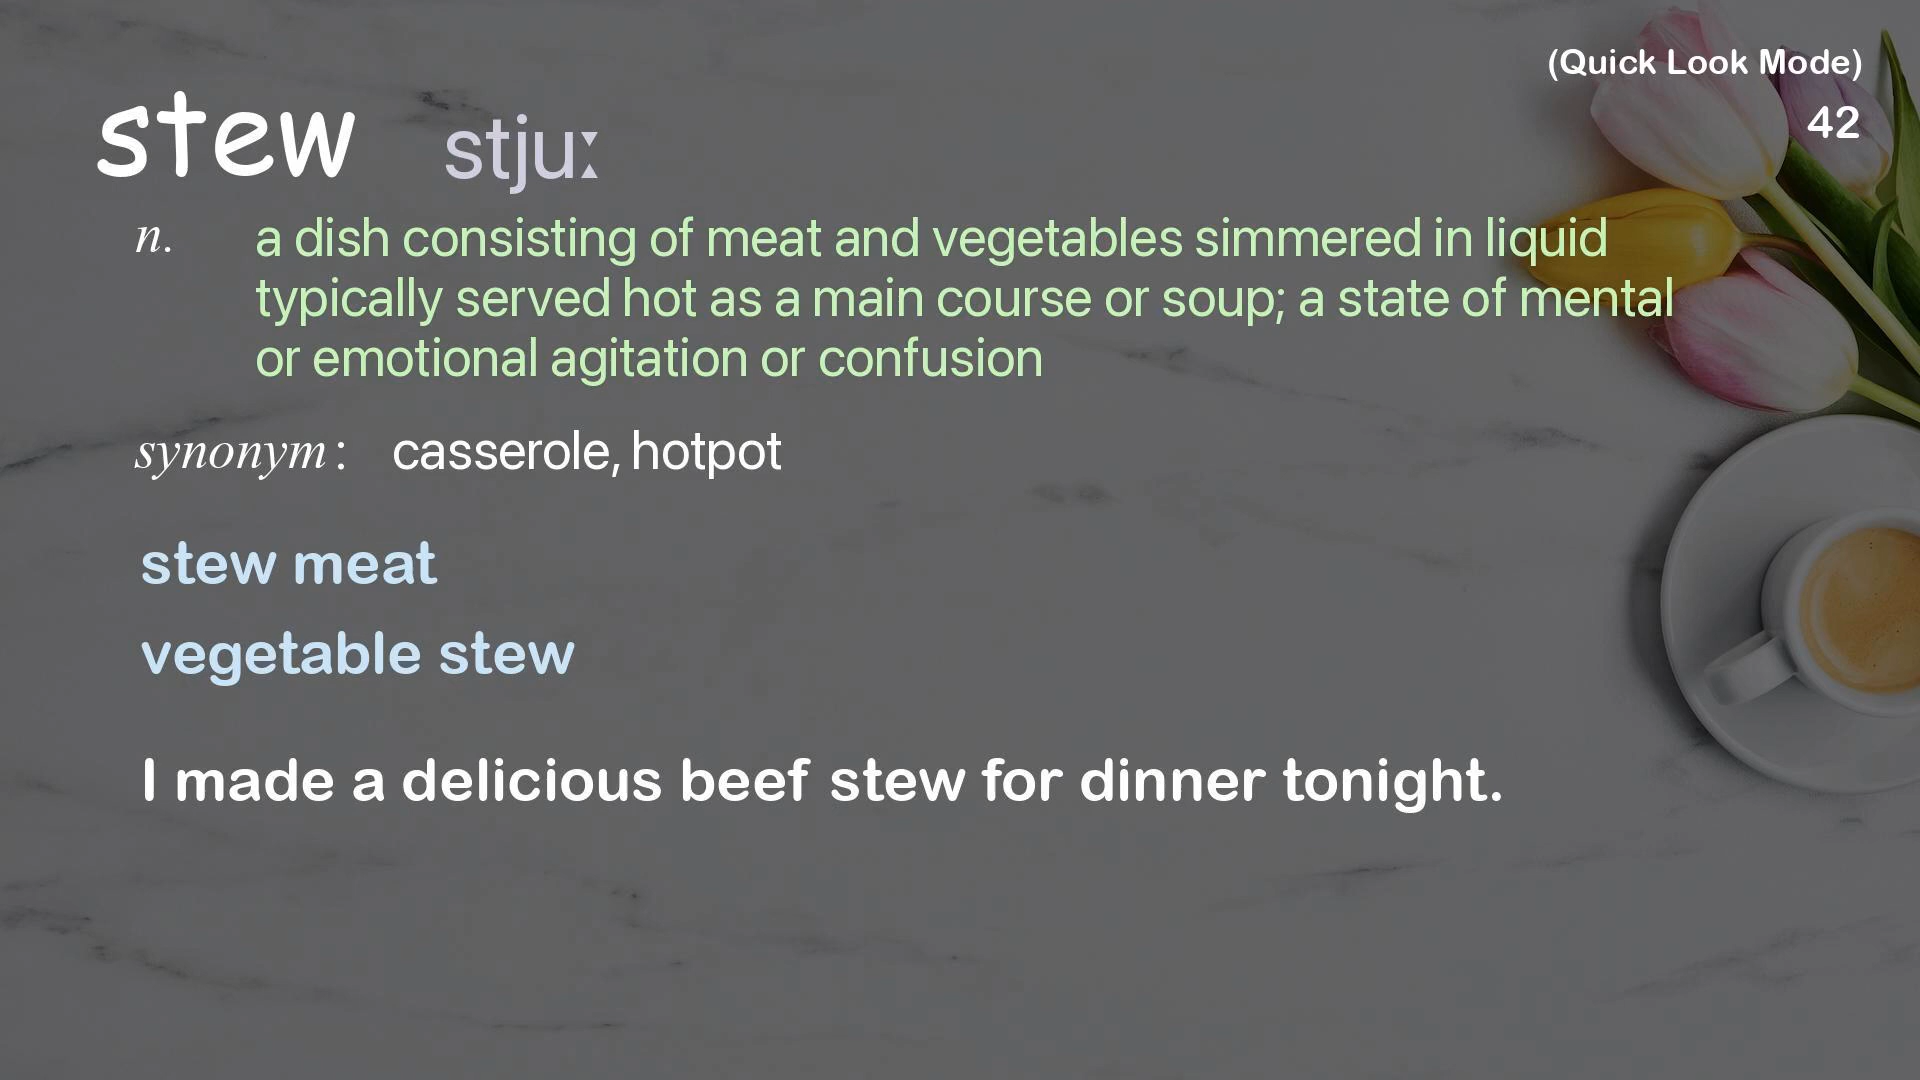 (Quick Look Mode)
42
stew stjuː
n. a dish consisting of meat and vegetables simmered in liquid
typically served hot as a main course or soup; a state of mental
or emotional agitation or confusion
synonym: casserole, hotpot
stew meat
vegetable stew
I made a delicious beef stew for dinner tonight.